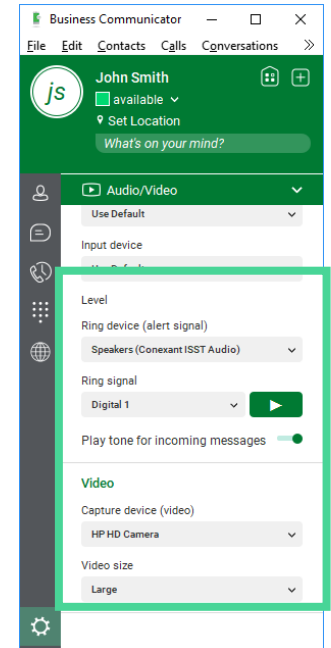 Business Communicator
File Edit Contacts Calls Conversations
js
John Smith
available
Set Location
What's on your mind?
Audio/Video
Use Default
Input device
Level
Ring device (alert signal)
Speakers (Conexant ISST Audio)
Ring signal
Digital 1
Play tone for incoming messages
Video
Capture device (video)
HP HD Camera
Video size
Large